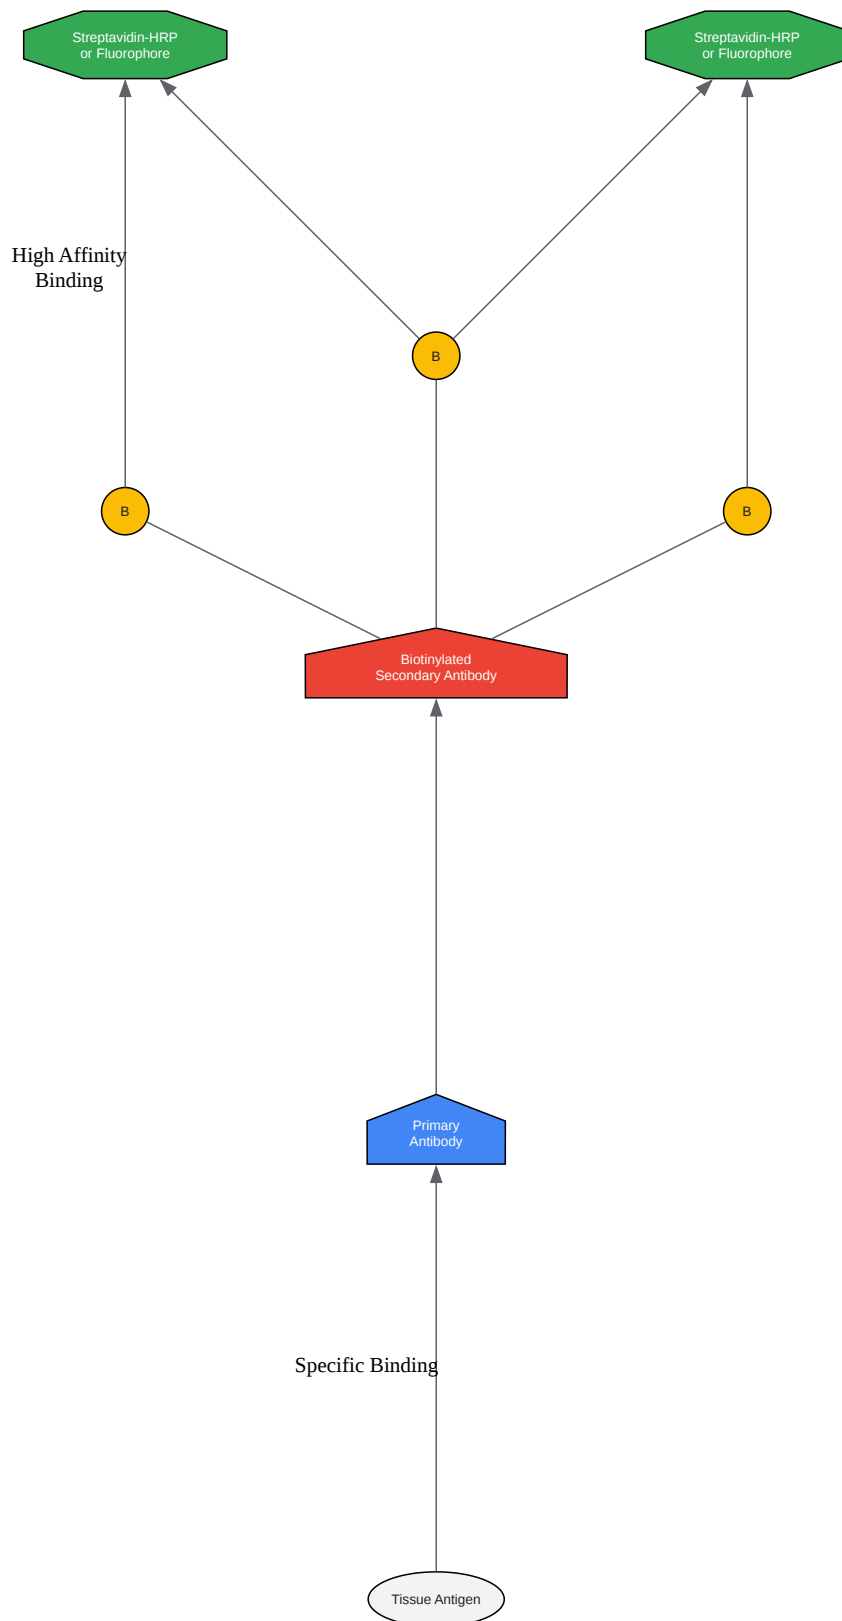 Streptavidin-HRP
or Fluorophore
Streptavidin-HRP
or Fluorophore
High Affinity
Binding
B
B
B
Biotinylated
Secondary Antibody
Primary
Antibody
Specific Binding
Tissue Antigen